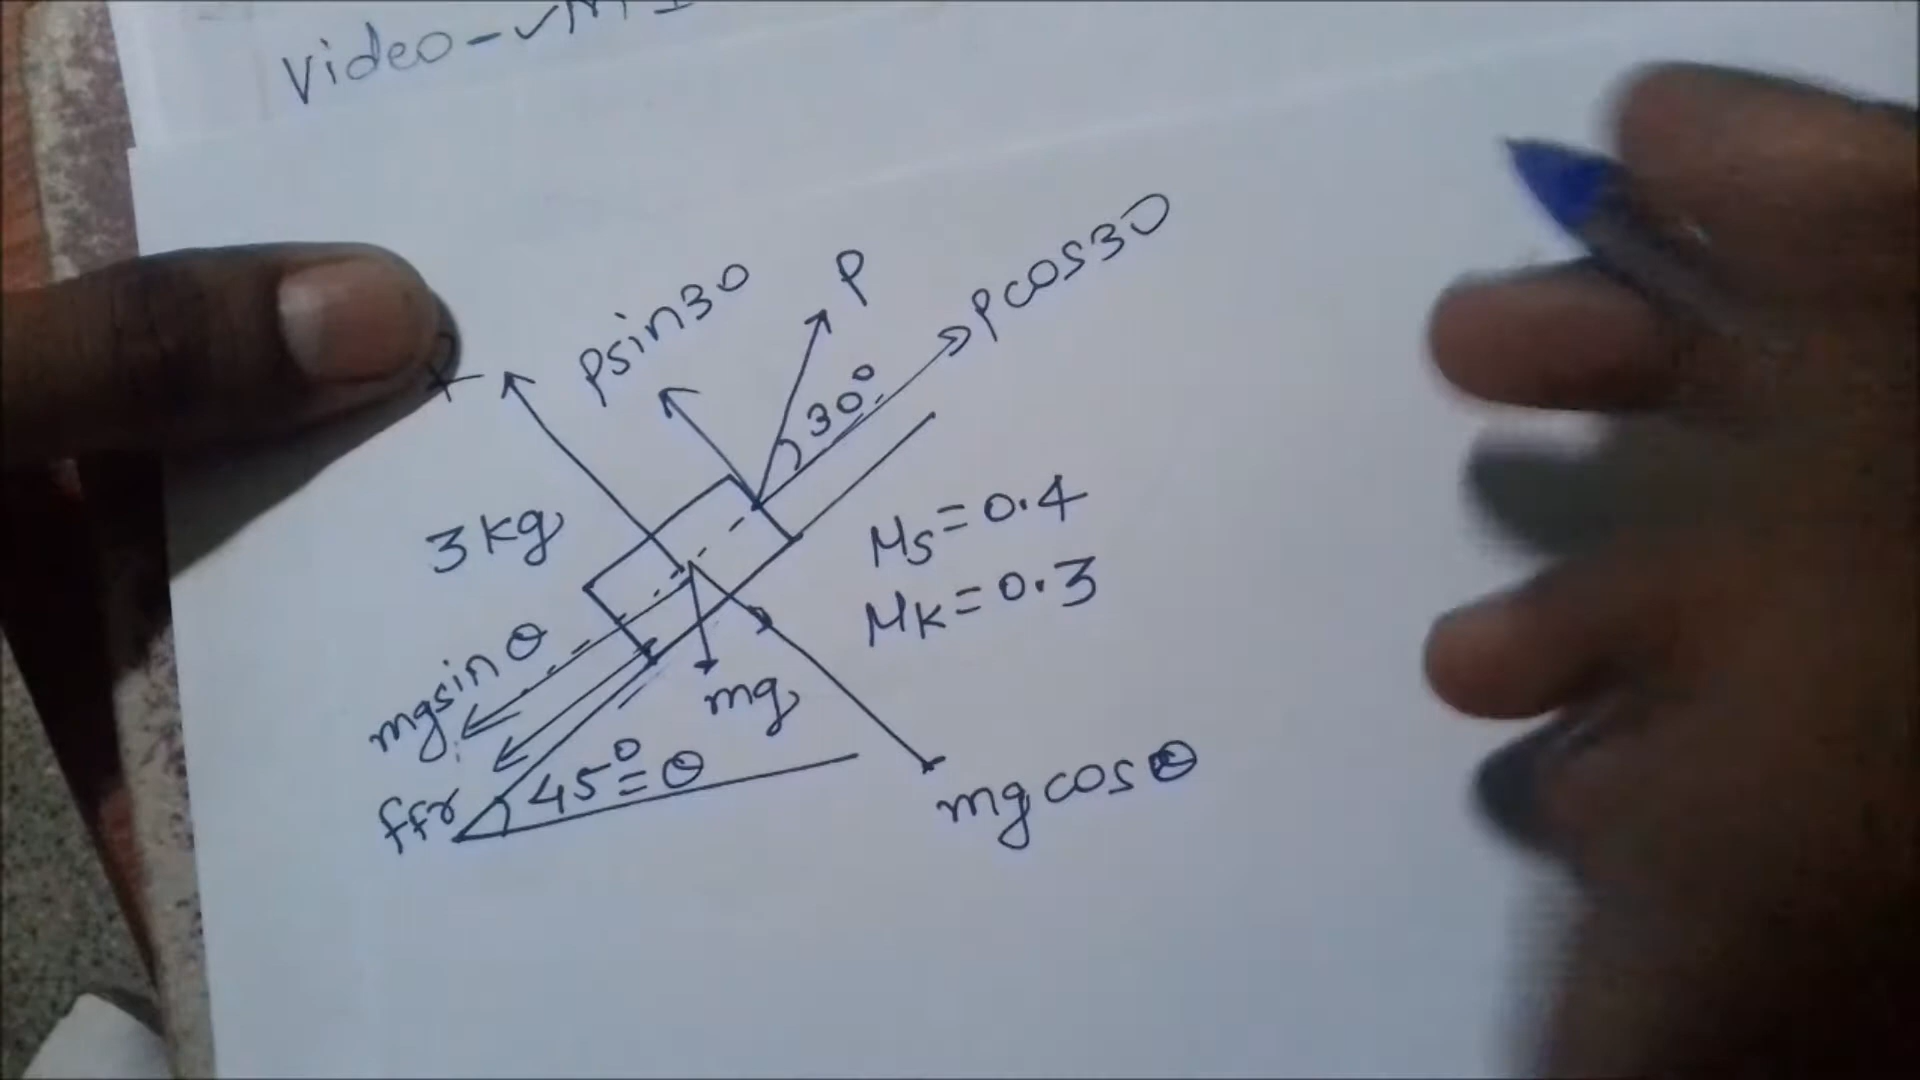 Video-
R
psin30
P
pcos30
30°
3kg
Ms=0.4
Mk=0.3
mgsinθ
mg
ffr
45°=θ
mgcosθ